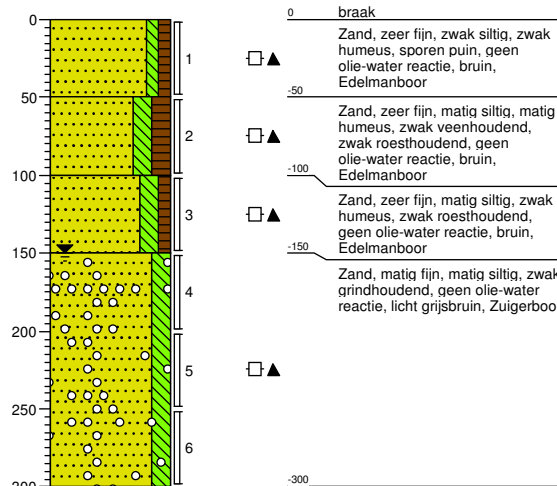 0
50
100
150
200
250
300
1
2
3
4
5
6
0
braak
Zand, zeer fijn, zwak siltig, zwak
humeus, sporen puin, geen
olie-water reactie, bruin,
Edelmanboor
-50
Zand, zeer fijn, matig siltig, matig
humeus, zwak veenhoudend,
zwak roesthoudend, geen
olie-water reactie, bruin,
Edelmanboor
-100
Zand, zeer fijn, matig siltig, zwak
humeus, zwak roesthoudend,
geen olie-water reactie, bruin,
Edelmanboor
-150
Zand, matig fijn, matig siltig, zwak
grindhoudend, geen olie-water
reactie, licht grijsbruin, Zuigerboo
-300